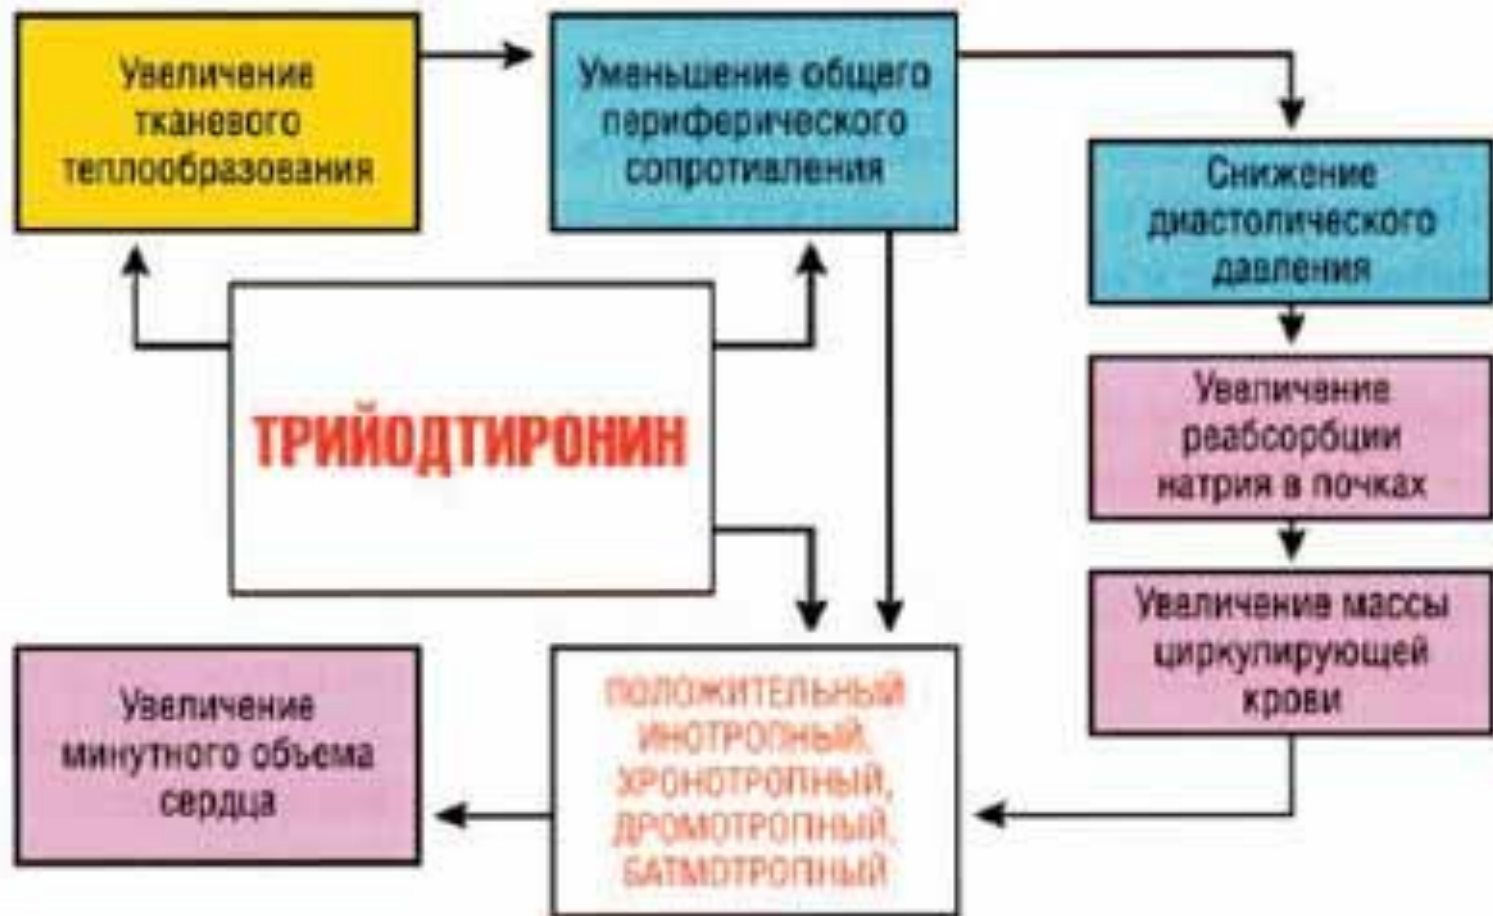 Увеличение
тканевого
теплообразования
Уменьшение общего
периферического
сопротивления
Снижение
диастолического
давления
ТРИЙОДТИРОНИН
Увеличение
реабсорбции
натрия в почках
Увеличение массы
циркулирующей
крови
Увеличение
минутного объема
сердца
ПОЛОЖИТЕЛЬНЫЙ
ИНОТРОПНЫЙ,
ХРОНОТРОПНЫЙ,
ДРОМОТРОПНЫЙ,
БАТМОТРОПНЫЙ